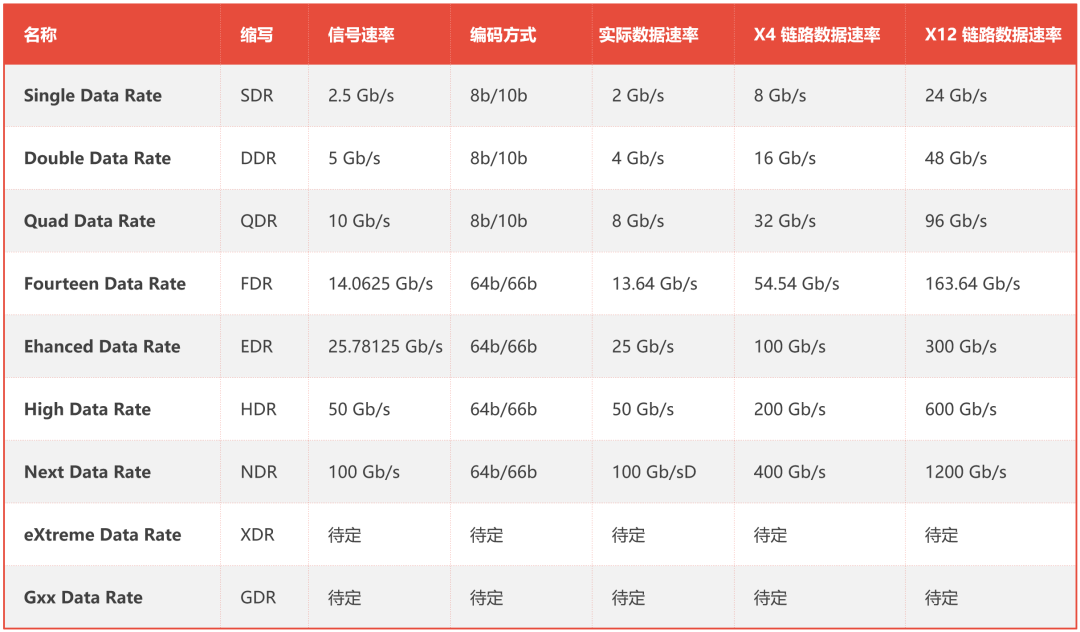 名称 缩写 信号速率 编码方式 实际数据速率 X4 链路数据速率 X12 链路数据速率
Single Data Rate SDR 2.5 Gb/s 8b/10b 2 Gb/s 8 Gb/s 24 Gb/s
Double Data Rate DDR 5 Gb/s 8b/10b 4 Gb/s 16 Gb/s 48 Gb/s
Quad Data Rate QDR 10 Gb/s 8b/10b 8 Gb/s 32 Gb/s 96 Gb/s
Fourteen Data Rate FDR 14.0625 Gb/s 64b/66b 13.64 Gb/s 54.54 Gb/s 163.64 Gb/s
Ehanced Data Rate EDR 25.78125 Gb/s 64b/66b 25 Gb/s 100 Gb/s 300 Gb/s
High Data Rate HDR 50 Gb/s 64b/66b 50 Gb/s 200 Gb/s 600 Gb/s
Next Data Rate NDR 100 Gb/s 64b/66b 100 Gb/sD 400 Gb/s 1200 Gb/s
eXtreme Data Rate XDR 待定 待定 待定 待定 待定
Gxx Data Rate GDR 待定 待定 待定 待定 待定